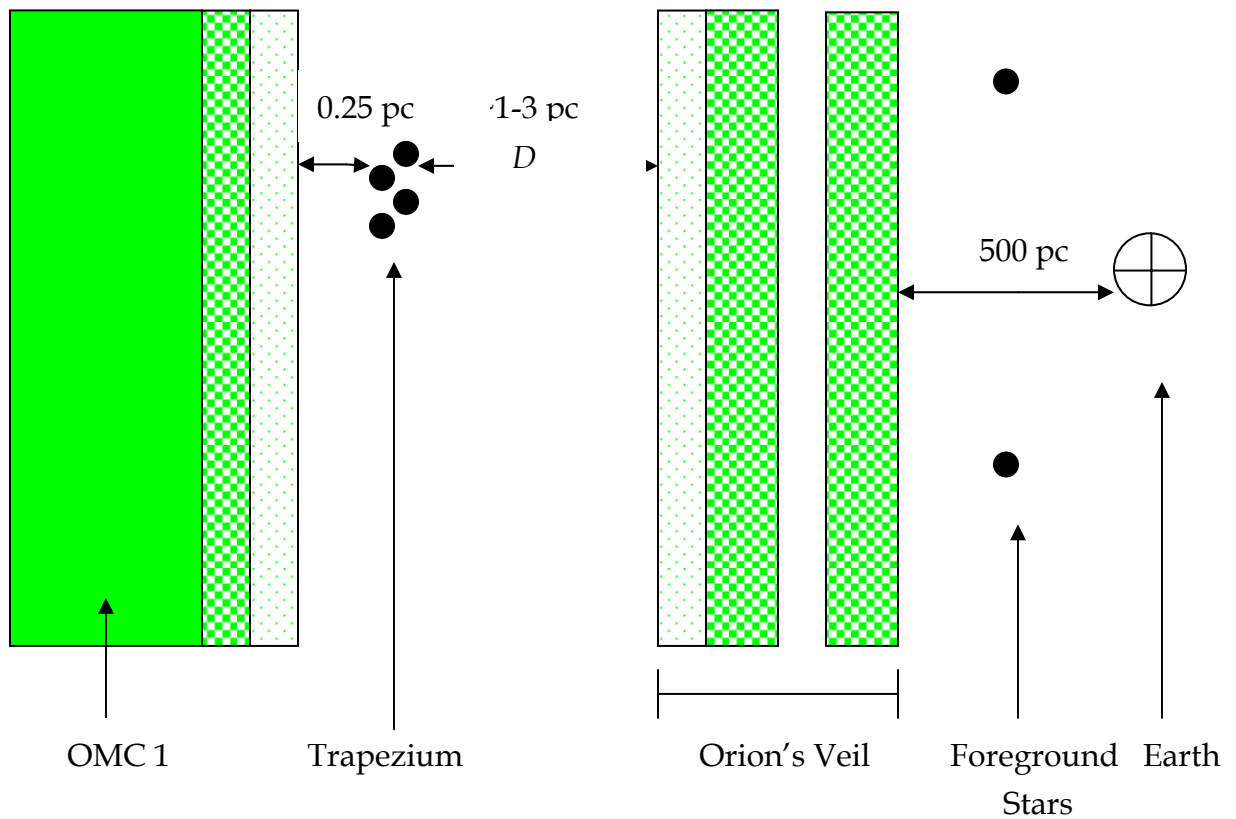 0.25 pc
1-3 pc
D
500 pc
OMC 1
Trapezium
Orion's Veil
Foreground
Stars
Earth